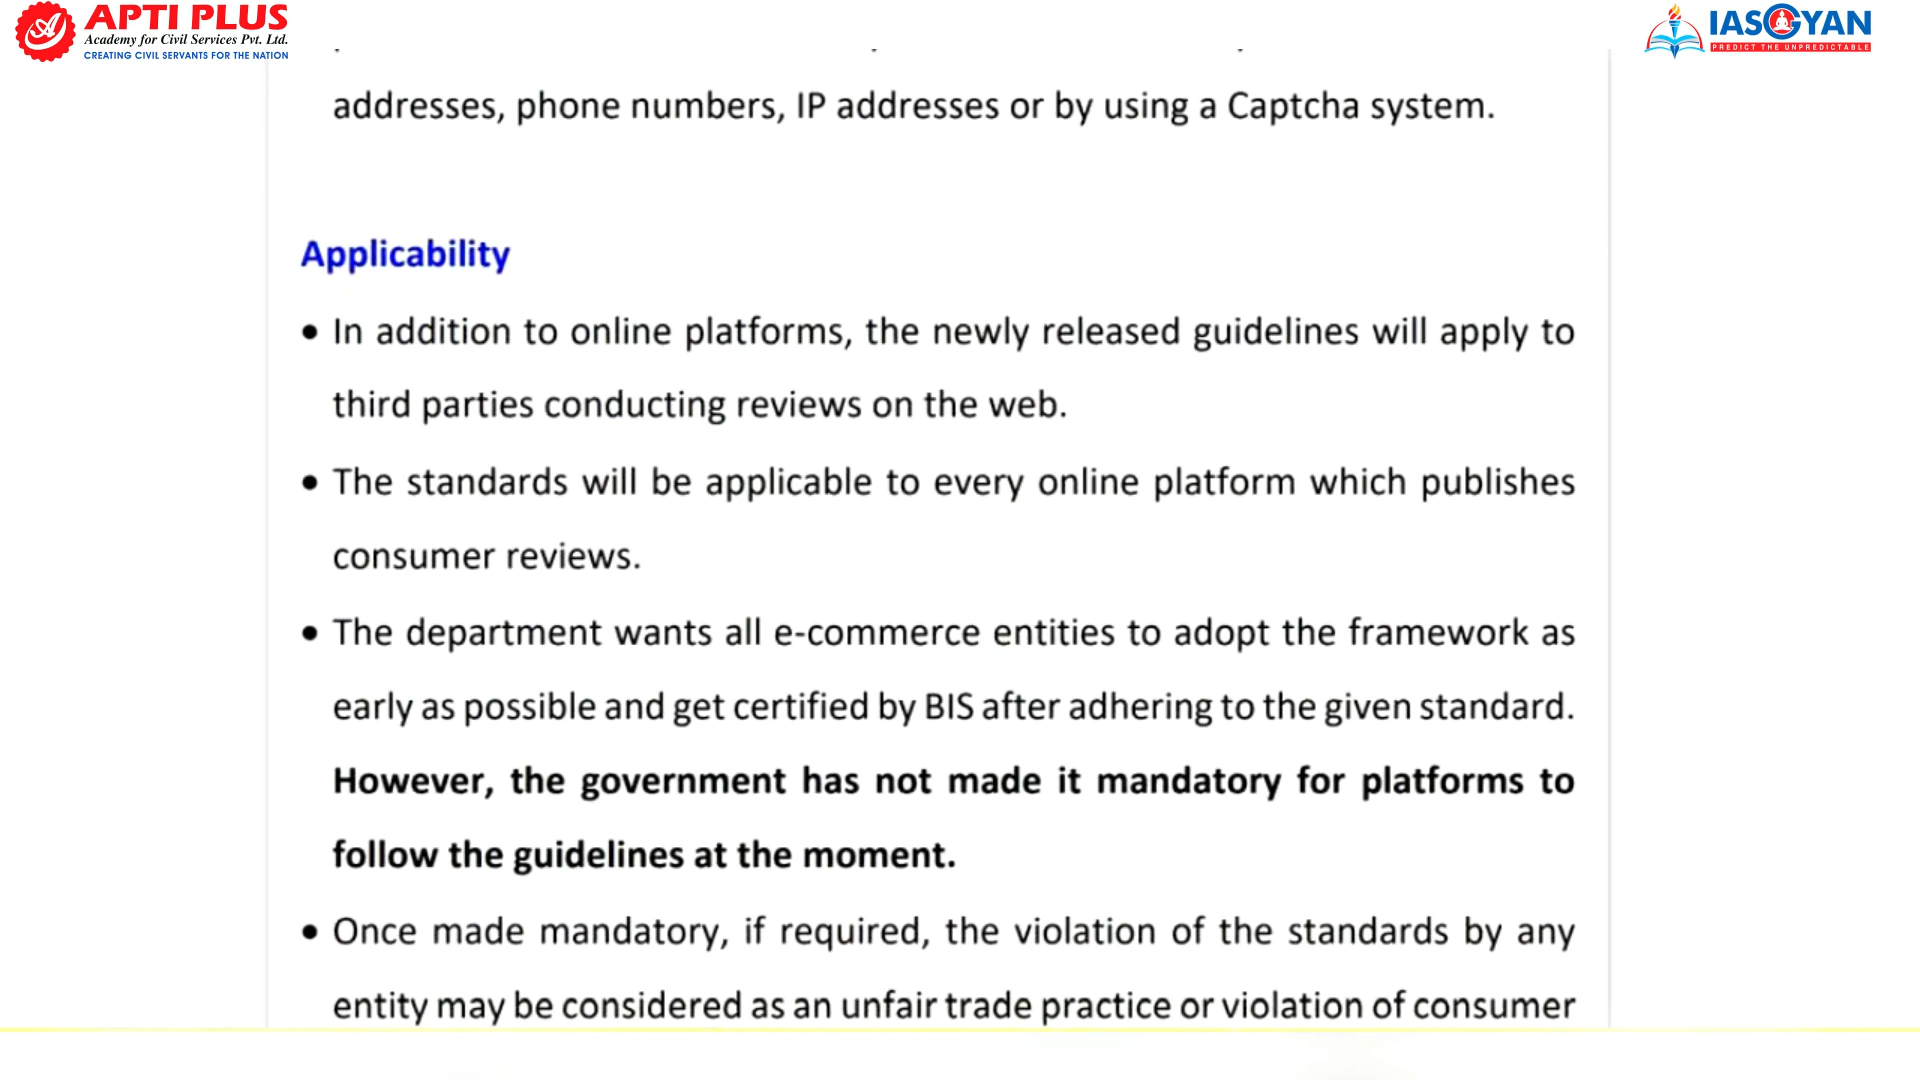 APTI PLUS
Academy for Civil Services Pvt. Ltd.
CREATING CIVIL SERVANTS FOR THE NATION
IASGYAN
PREDICT THE UNPREDICTABLE
addresses, phone numbers, IP addresses or by using a Captcha system.
Applicability
• In addition to online platforms, the newly released guidelines will apply to
third parties conducting reviews on the web.
• The standards will be applicable to every online platform which publishes
consumer reviews.
• The department wants all e-commerce entities to adopt the framework as
early as possible and get certified by BIS after adhering to the given standard.
However, the government has not made it mandatory for platforms to
follow the guidelines at the moment.
• Once made mandatory, if required, the violation of the standards by any
entity may be considered as an unfair trade practice or violation of consumer